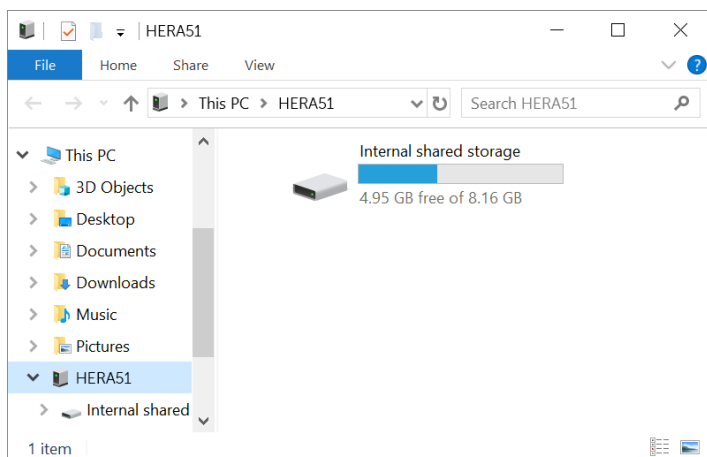 HERA51
File Home Share View
This PC > HERA51
Search HERA51
This PC
3D Objects
Desktop
Documents
Downloads
Music
Pictures
HERA51
Internal shared
Internal shared storage
4.95 GB free of 8.16 GB
1 item